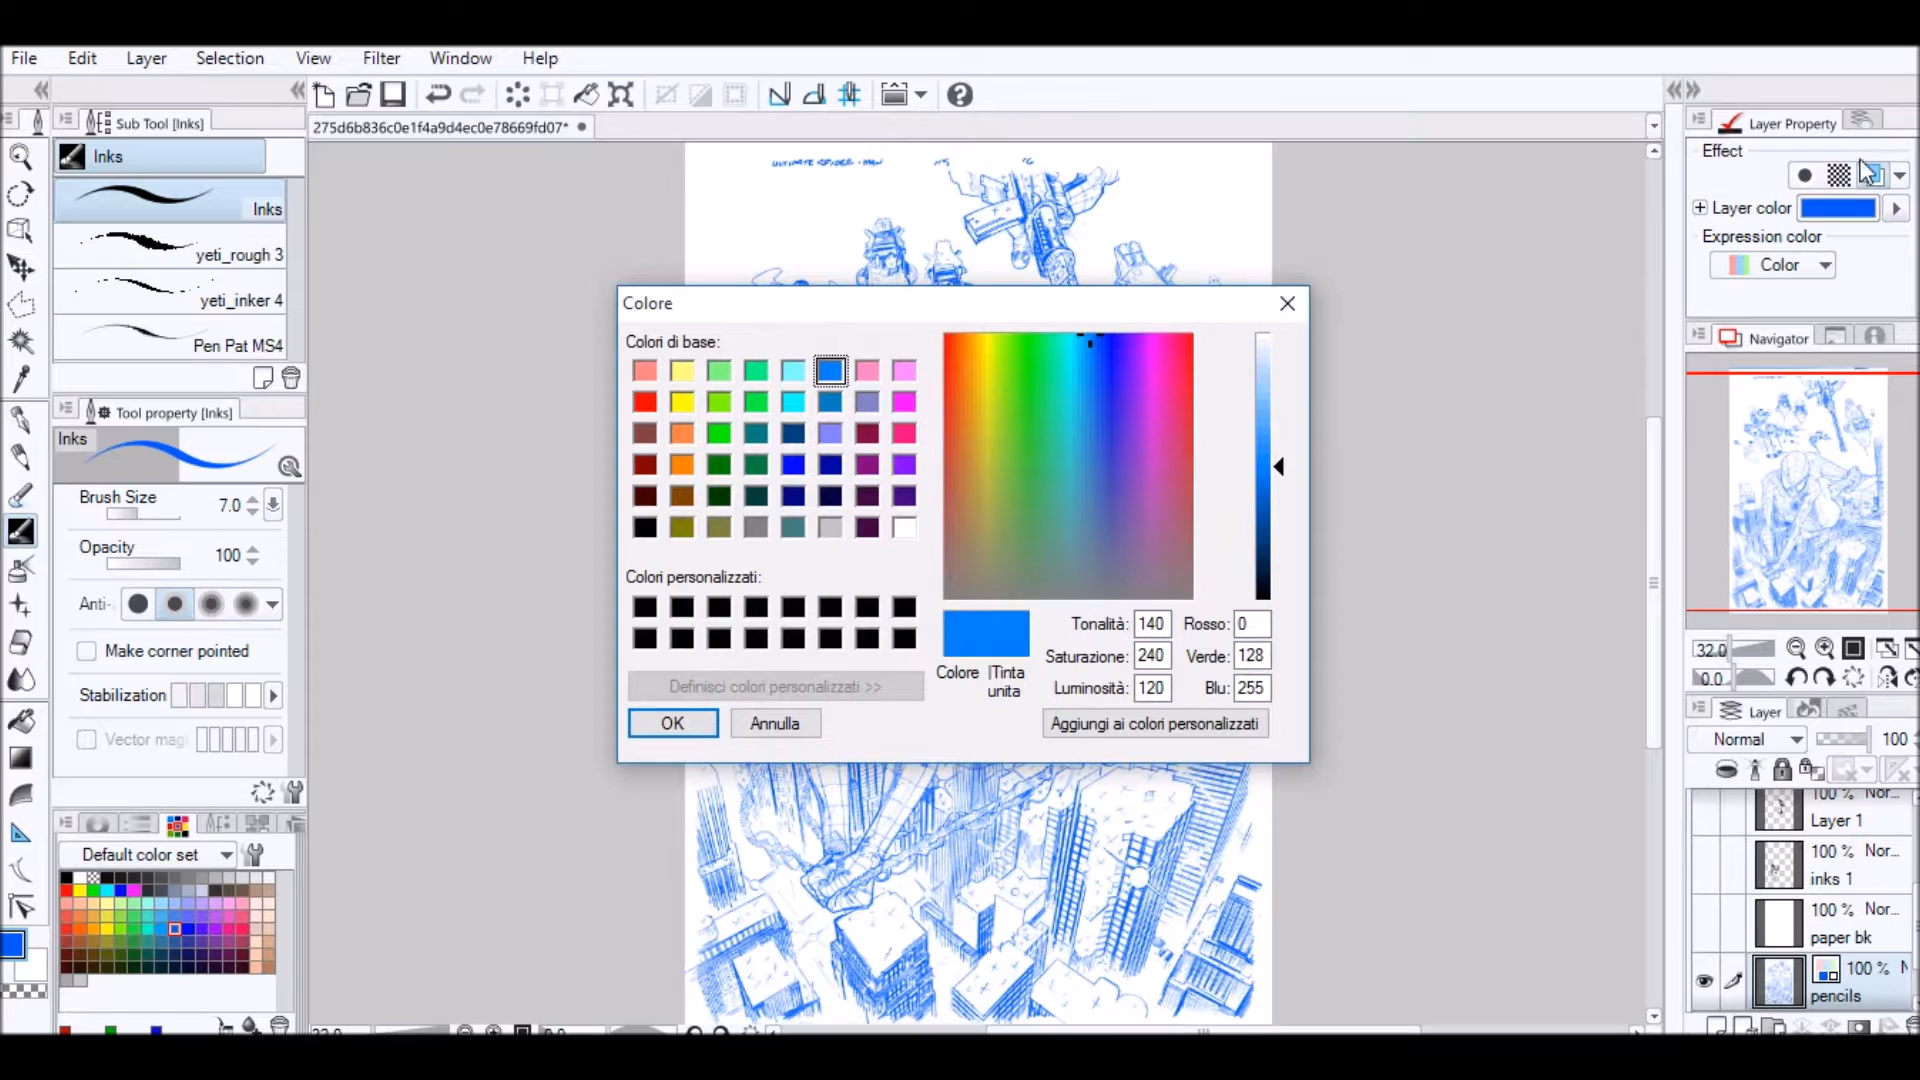 File Edit Layer Selection View Filter Window Help
Sub Tool [Inks]
275d6b836c0e1f4a9d4ec0e78669fd07*
Layer Property
Inks
Effect
ULTIMATE SPIDER-MAN
Inks
Layer color
yeti_rough 3
Expression color
Color
yeti_inker 4
Colore
Pen Pat MS4
Navigator
Colori di base:
Tool property [Inks]
Inks
Brush Size 7.0
Opacity 100
Colori personalizzati:
Anti-
Tonalità: 140 Rosso: 0
Make corner pointed
Saturazione: 240 Verde: 128
32.0
Colore |Tinta
unita
0.0
Luminosità: 120 Blu: 255
Definisci colori personalizzati >>
Stabilization
Layer
OK Annulla Aggiungi ai colori personalizzati
Vector mag
Normal 100
100 % Nor...
Layer 1
Default color set
100 % Nor...
inks 1
100 % Nor...
paper bk
100 % N
pencils